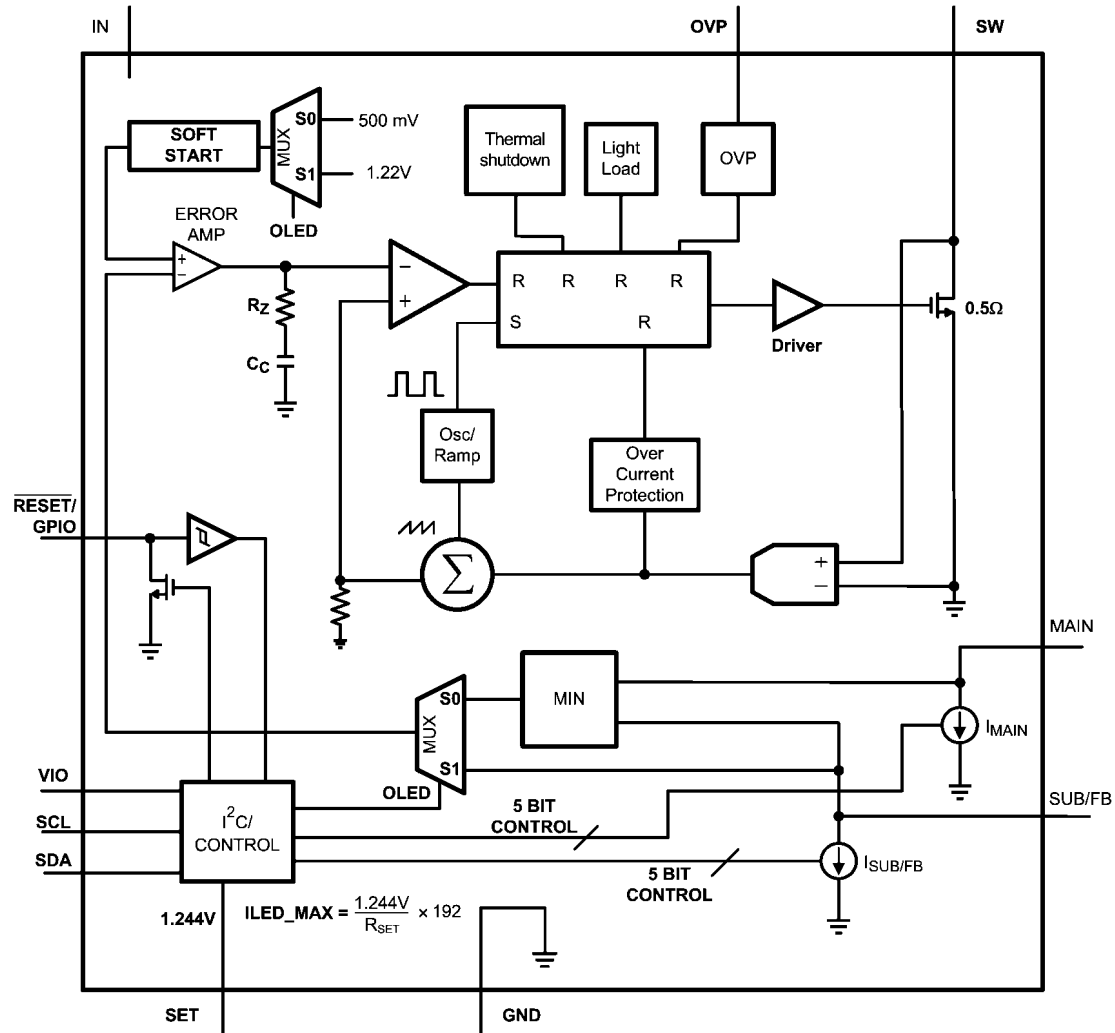 IN
OVP
SW
SOFT
START
MUX
S0
500 mV
S1
1.22V
OLED
Thermal
shutdown
Light
Load
OVP
ERROR
AMP
+
−
RZ
CC
−
+
R
R
R
R
S
R
Driver
0.5Ω
Osc/
Ramp
Over
Current
Protection
RESET/
GPIO
Σ
+
−
MAIN
MIN
MUX
S0
S1
IMAIN
OLED
VIO
SCL
SDA
I2C/
CONTROL
5 BIT
CONTROL
SUB/FB
5 BIT
CONTROL
ISUB/FB
1.244V
ILED_MAX = 1.244V / RSET × 192
SET
GND